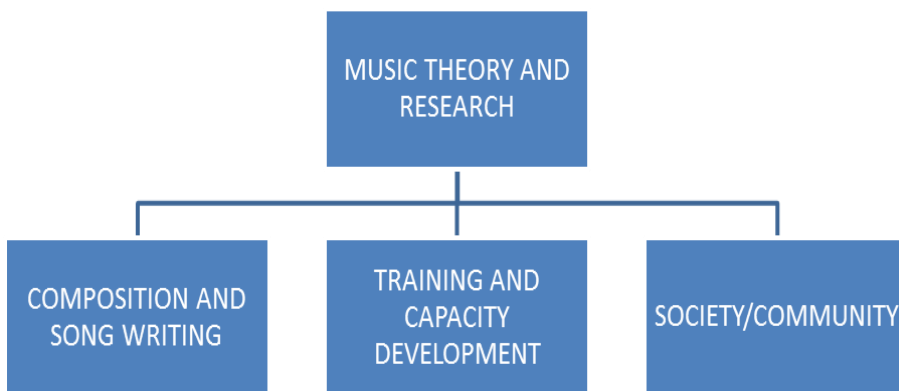 MUSIC THEORY AND
RESEARCH
COMPOSITION AND
SONG WRITING
TRAINING AND
CAPACITY
DEVELOPMENT
SOCIETY/COMMUNITY